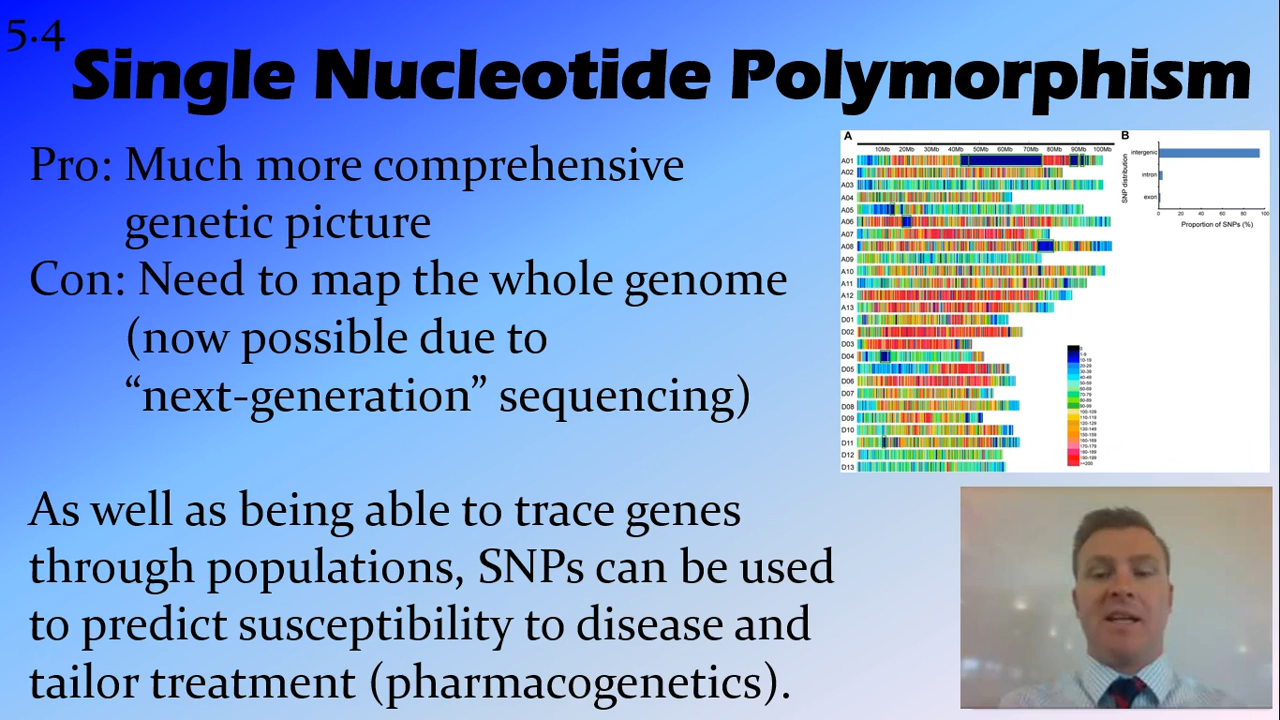 5.4
Single Nucleotide Polymorphism
Pro: Much more comprehensive
genetic picture
Con: Need to map the whole genome
(now possible due to
“next-generation” sequencing)
As well as being able to trace genes
through populations, SNPs can be used
to predict susceptibility to disease and
tailor treatment (pharmacogenetics).
A
10Mb 20Mb 30Mb 40Mb 50Mb 60Mb 70Mb 80Mb 90Mb 100Mb
A01
A02
A03
A04
A05
A06
A07
A08
A09
A10
A11
A12
A13
D01
D02
D03
D04
D05
D06
D07
D08
D09
D10
D11
D12
D13
B
SNP distribution
intergenic
intron
exon
0 20 40 60 80 100
Proportion of SNPs (%)